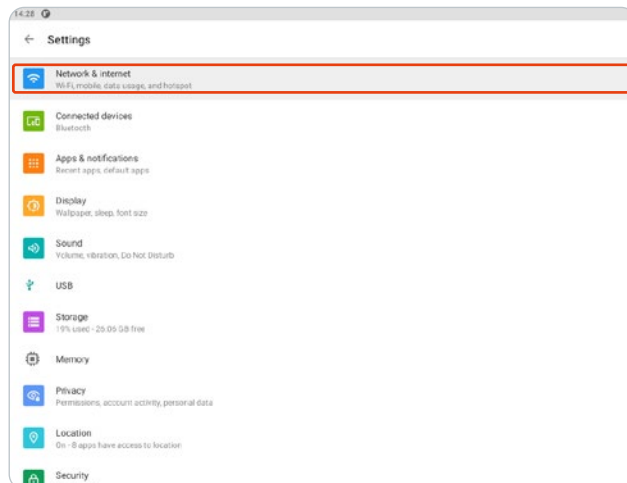 14:28
Settings
Network & internet
Wi-Fi, mobile, data usage, and hotspot
Connected devices
Bluetooth
Apps & notifications
Recent apps, default apps
Display
Wallpaper, sleep, font size
Sound
Volume, vibration, Do Not Disturb
USB
Storage
19% used - 26.06 GB free
Memory
Privacy
Permissions, account activity, personal data
Location
On - 8 apps have access to location
Security